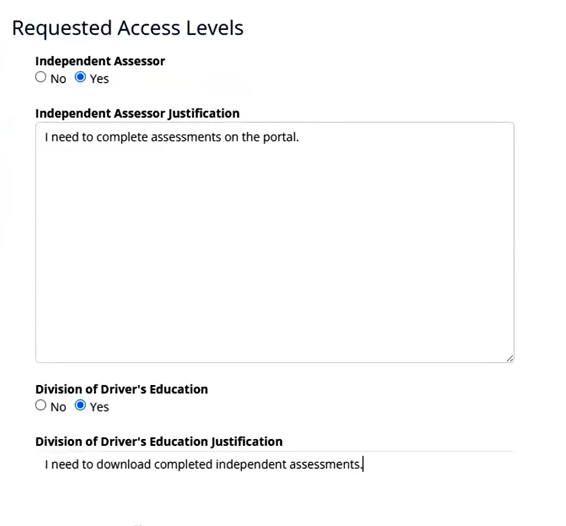 Requested Access Levels
Independent Assessor
No Yes
Independent Assessor Justification
I need to complete assessments on the portal.
Division of Driver's Education
No Yes
Division of Driver's Education Justification
I need to download completed independent assessments.